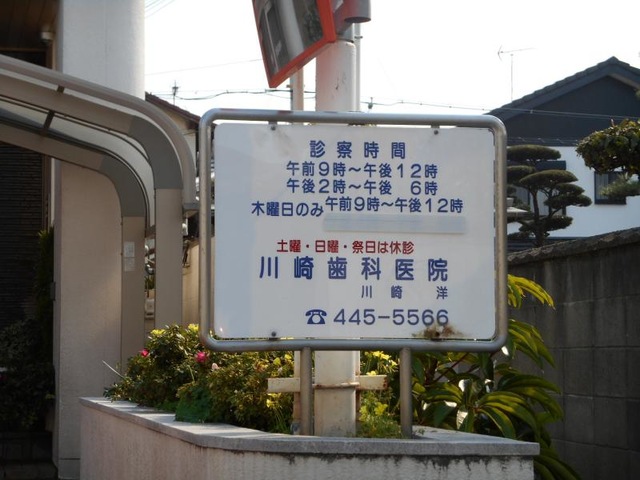 診察時間
午前9時～午後12時
午後2時～午後 6時
木曜日のみ午前9時～午後12時
土曜・日曜・祭日は休診
川崎歯科医院
川崎 洋
☎445-5566